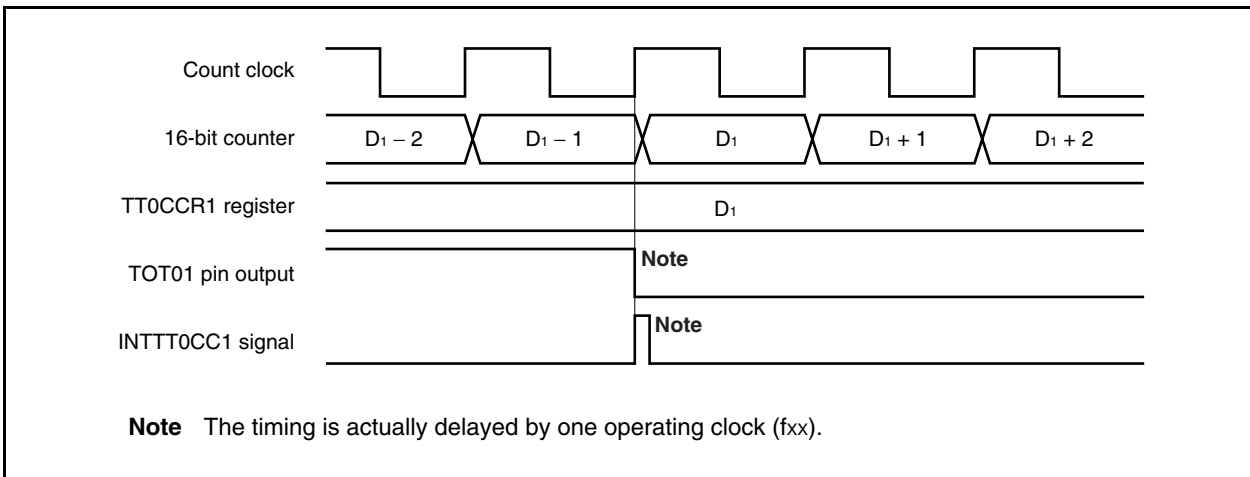 Count clock
16-bit counter D1 − 2 D1 − 1 D1 D1 + 1 D1 + 2
TT0CCR1 register D1
TOT01 pin output Note
INTTT0CC1 signal Note
Note The timing is actually delayed by one operating clock (fxx).